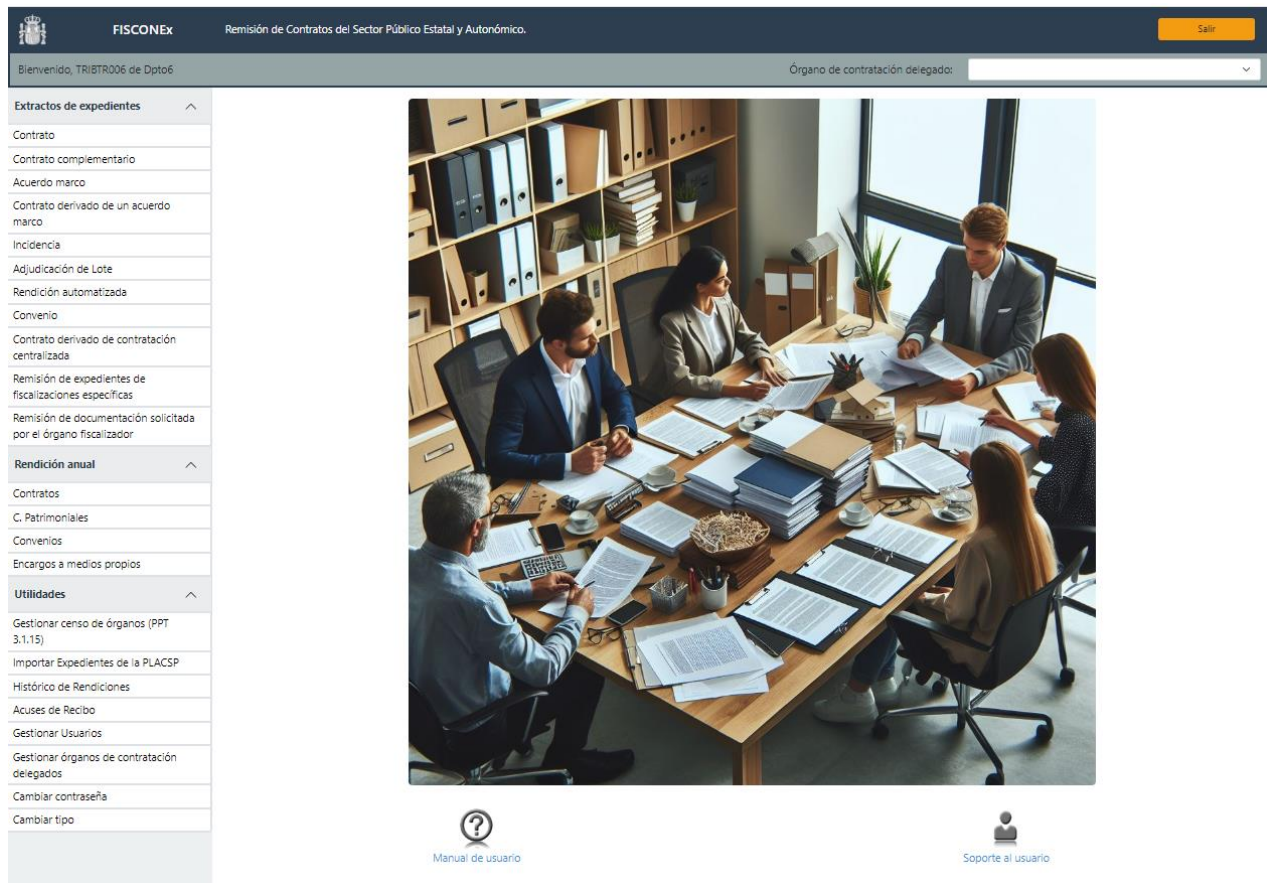 FISCONEx
Remisión de Contratos del Sector Público Estatal y Autonómico.
Salir
Bienvenido, TRIBTR006 de Dpto6
Órgano de contratación delegado:
Extractos de expedientes
Contrato
Contrato complementario
Acuerdo marco
Contrato derivado de un acuerdo
marco
Incidencia
Adjudicación de Lote
Rendición automatizada
Convenio
Contrato derivado de contratación
centralizada
Remisión de expedientes de
fiscalizaciones específicas
Remisión de documentación solicitada
por el órgano fiscalizador
Rendición anual
Contratos
C. Patrimoniales
Convenios
Encargos a medios propios
Utilidades
Gestionar censo de órganos (PPT
3.1.15)
Importar Expedientes de la PLACSP
Histórico de Rendiciones
Acuses de Recibo
Gestionar Usuarios
Gestionar órganos de contratación
delegados
Cambiar contraseña
Cambiar tipo
Manual de usuario
Soporte al usuario